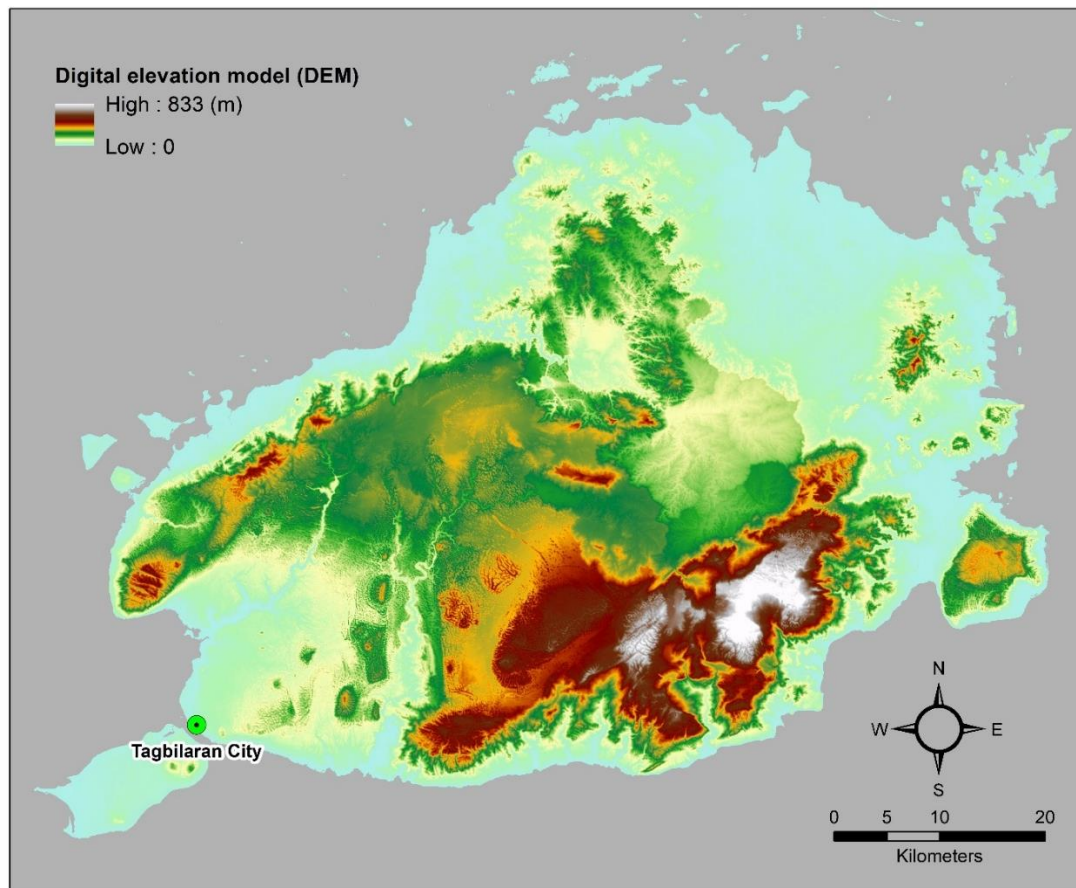 Digital elevation model (DEM)
High : 833 (m)
Low : 0
Tagbilaran City
N
W E
S
0 5 10 20
Kilometers